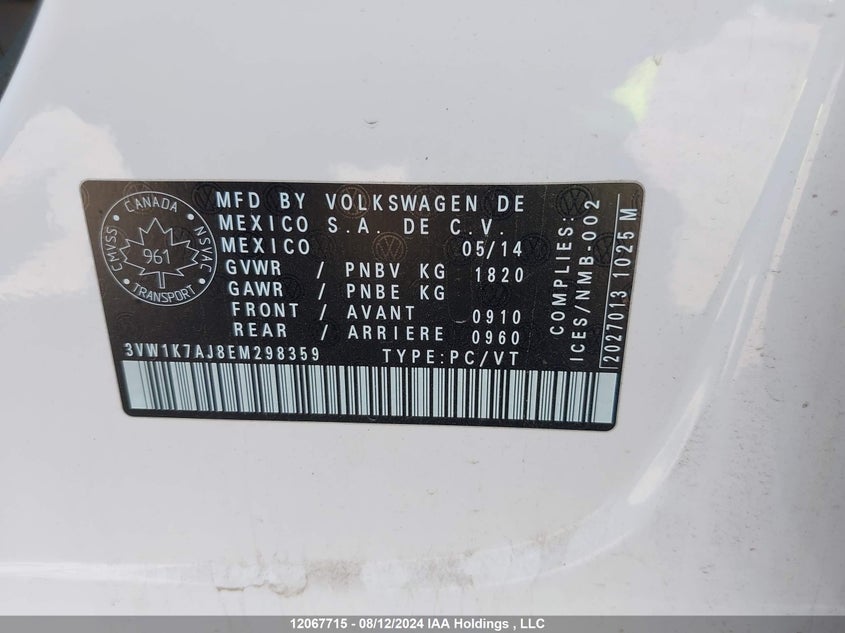 CANADA
CMVSS
NSVAC
961
TRANSPORT
MFD BY VOLKSWAGEN DE
MEXICO S.A. DE C.V.
MEXICO 05/14
GVWR / PNBV KG 1820
GAWR / PNBE KG
FRONT / AVANT 0910
REAR / ARRIERE 0960
3VW1K7AJ8EM298359 TYPE:PC/VT
COMPLIES:
ICES/NMB-002
2027013 1025 M
12067715 - 08/12/2024 IAA Holdings , LLC